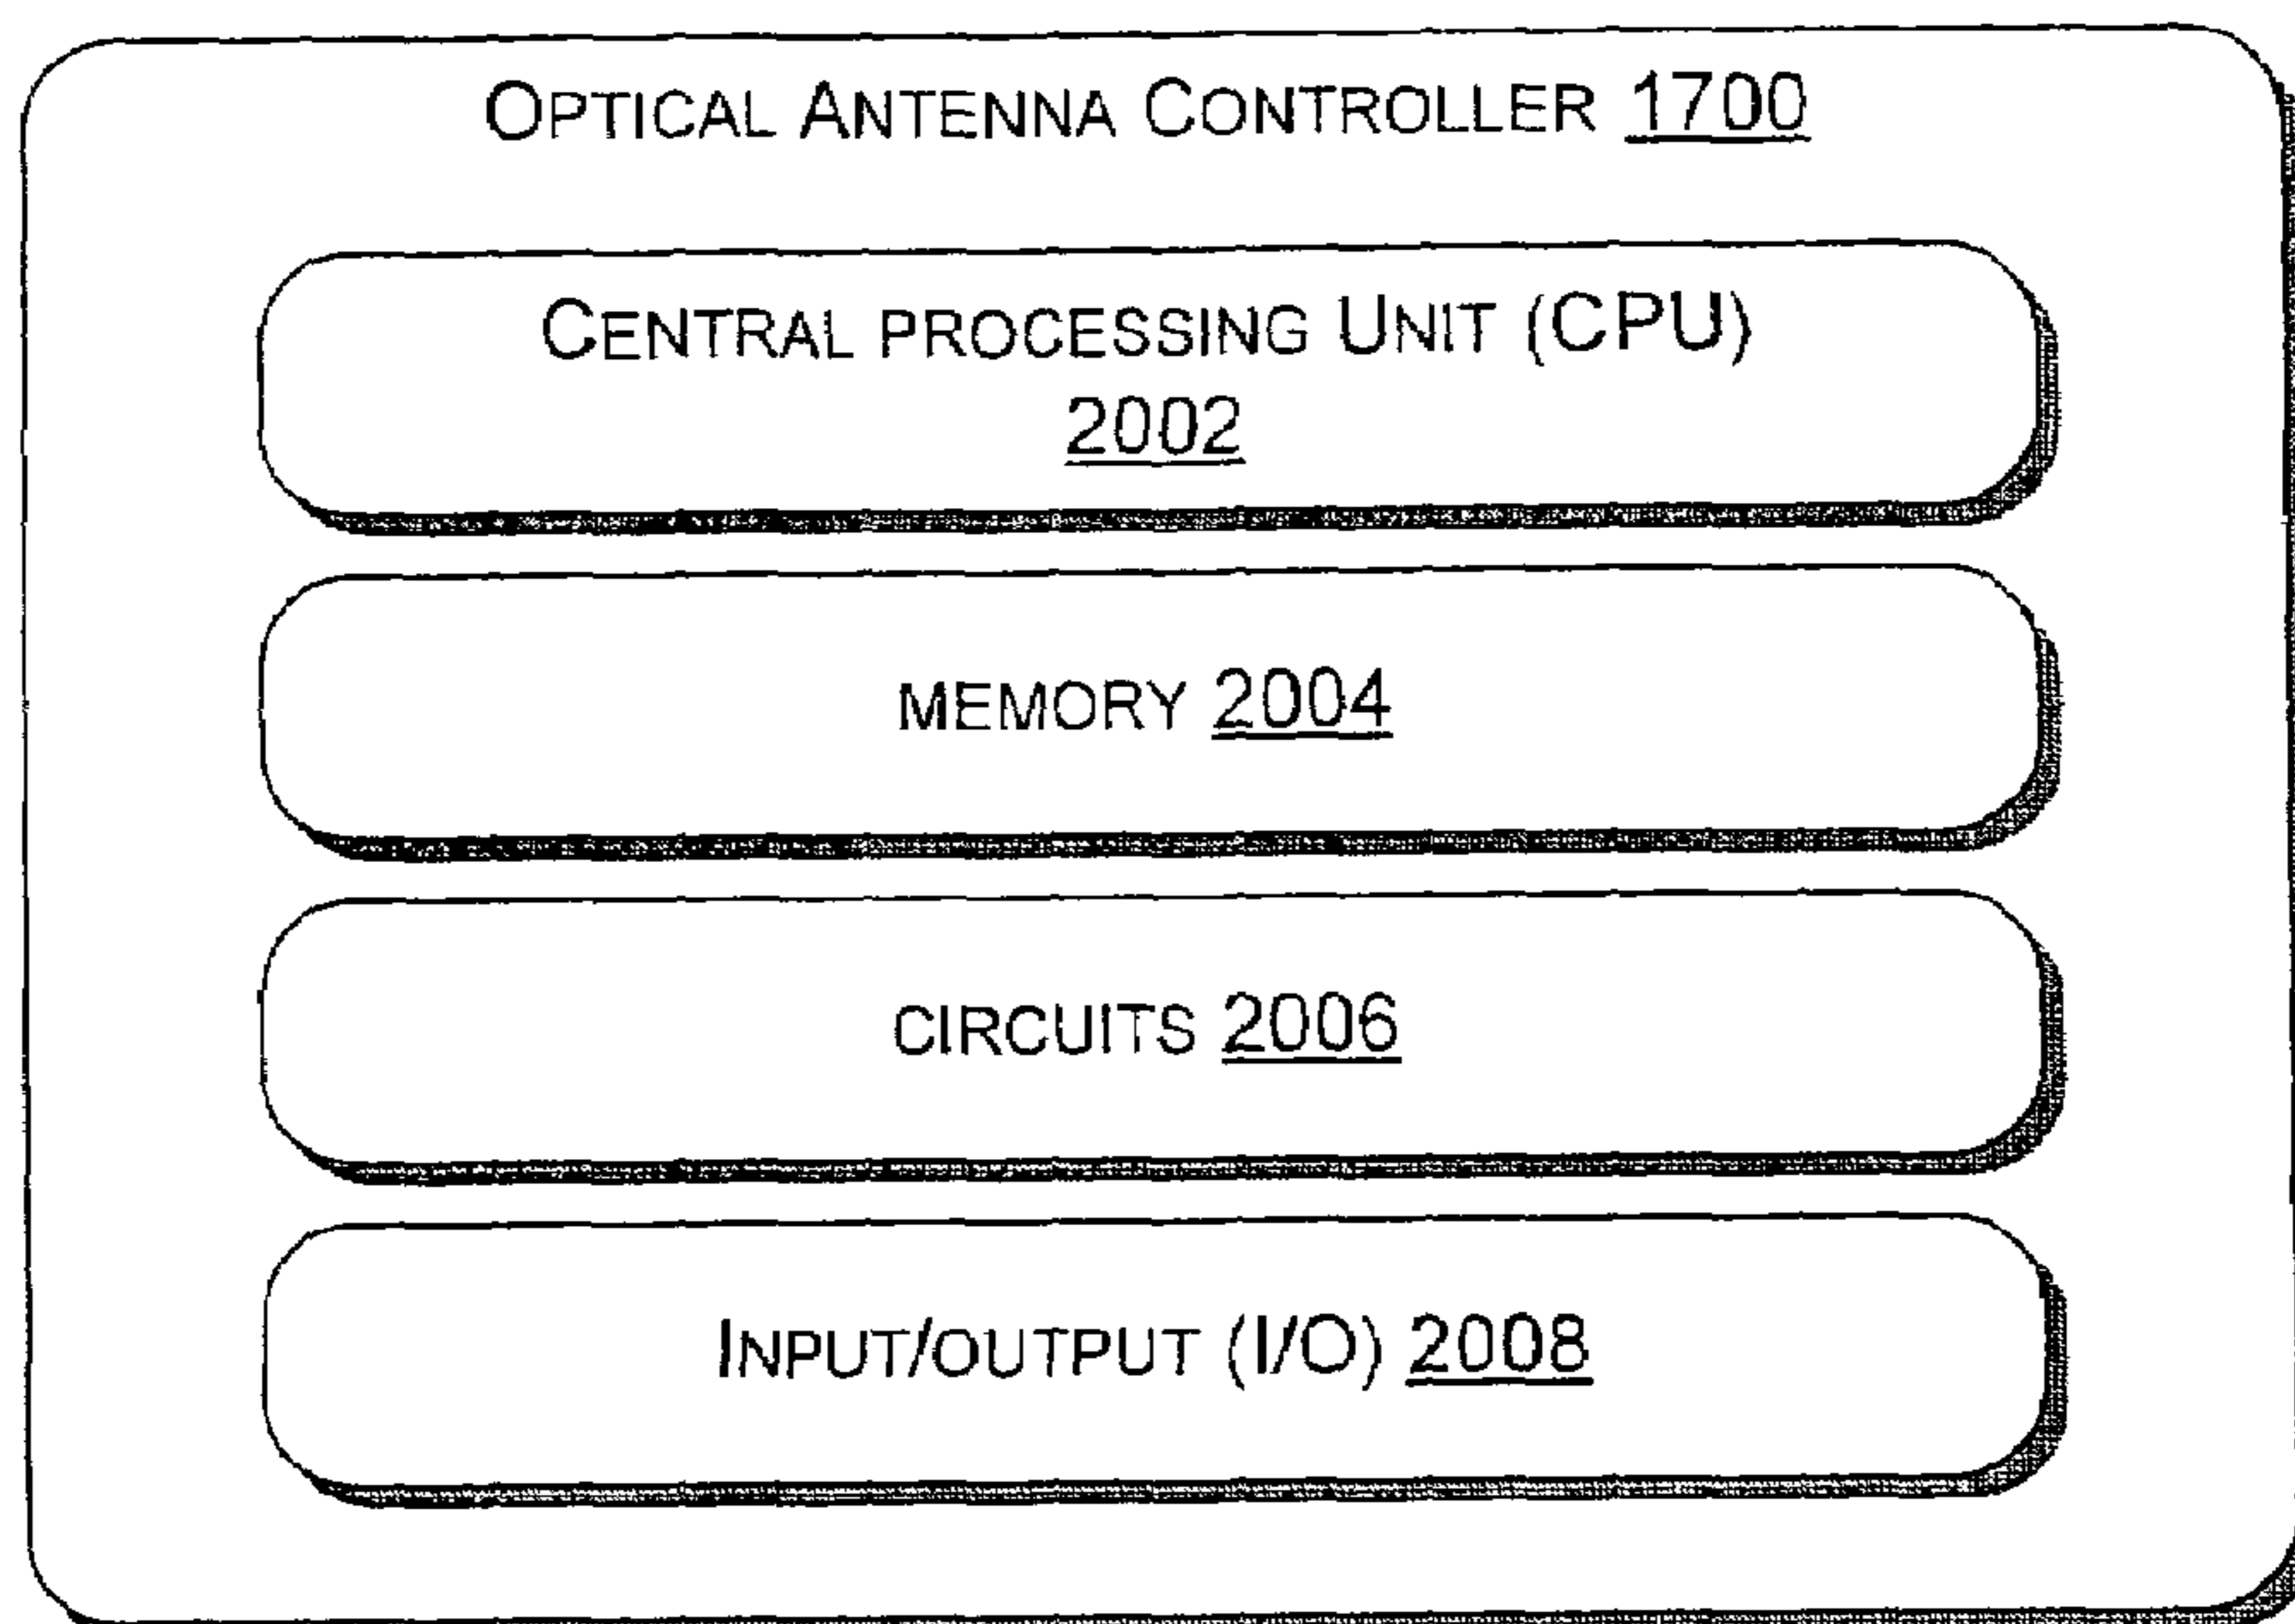 OPTICAL ANTENNA CONTROLLER 1700
CENTRAL PROCESSING UNIT (CPU)
2002
MEMORY 2004
CIRCUITS 2006
INPUT/OUTPUT (I/O) 2008